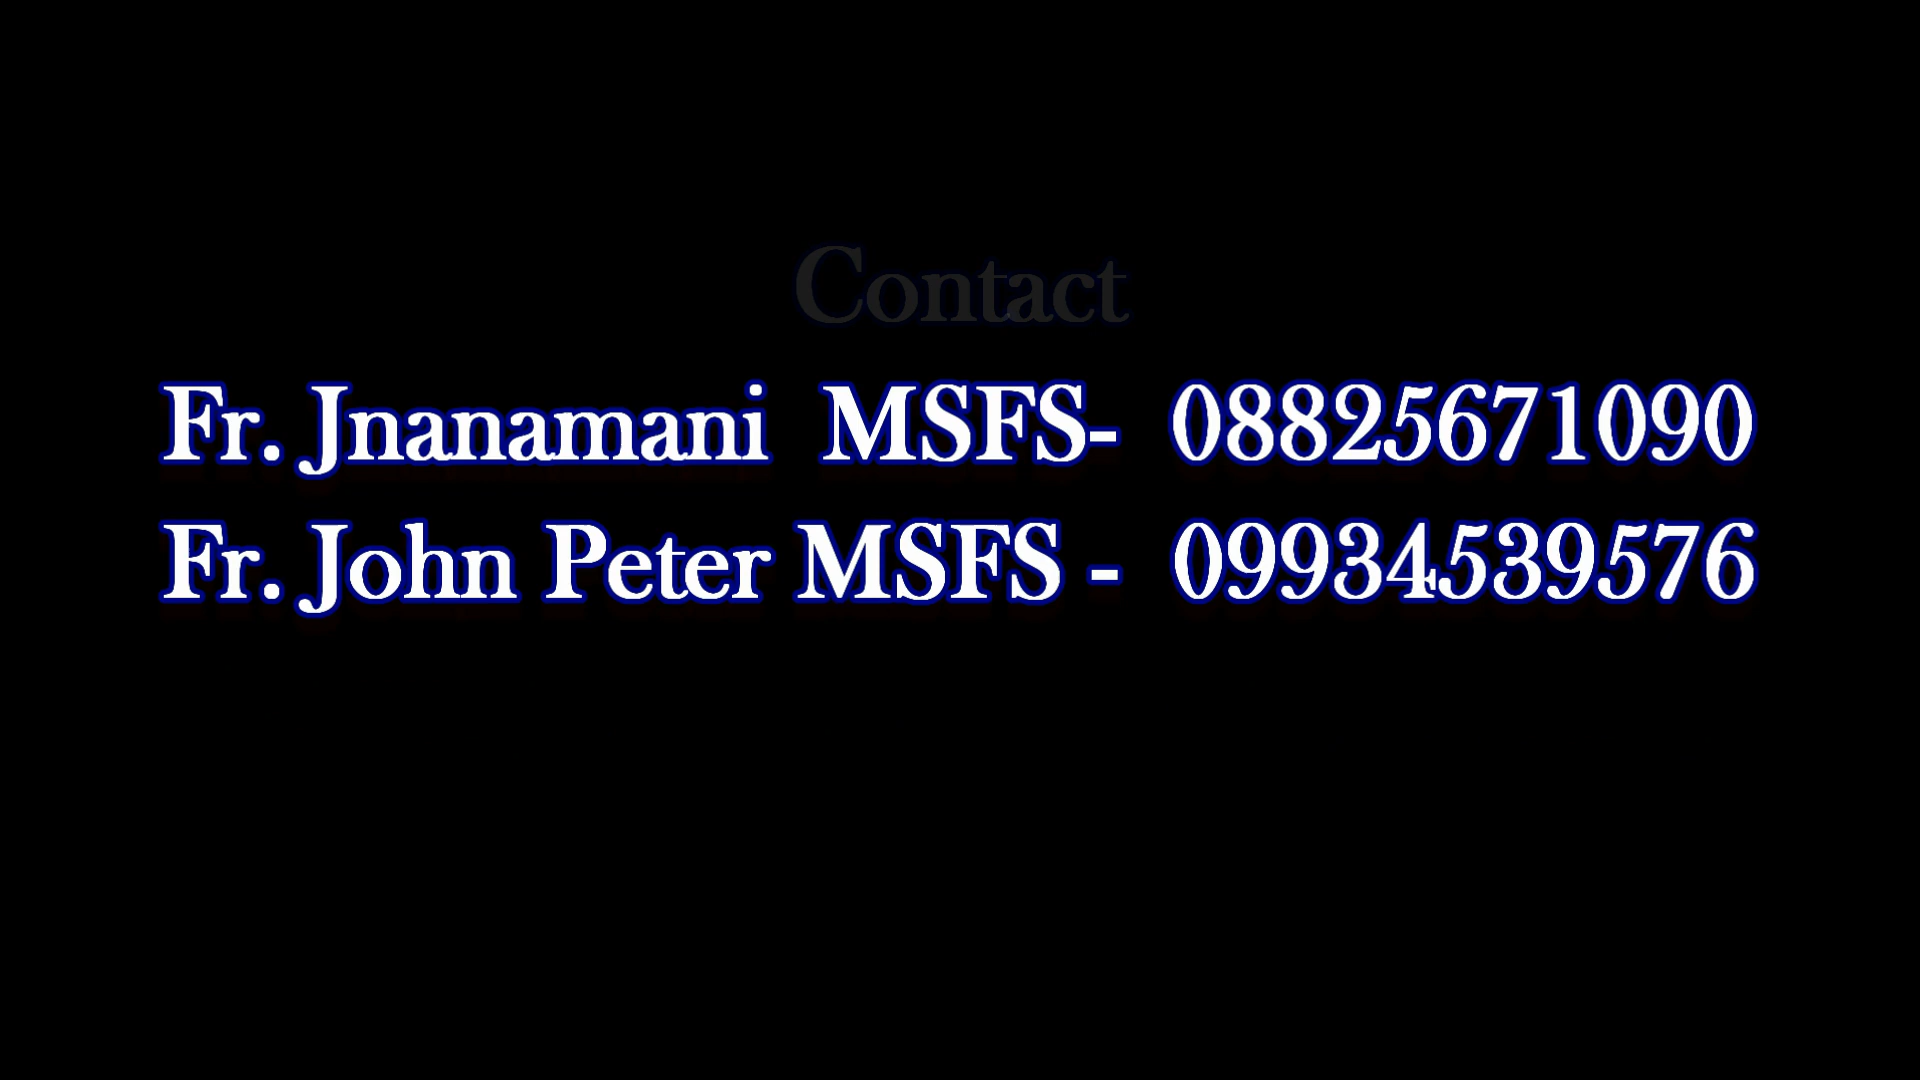 Contact
Fr. Jnanamani MSFS- 08825671090
Fr. John Peter MSFS - 09934539576